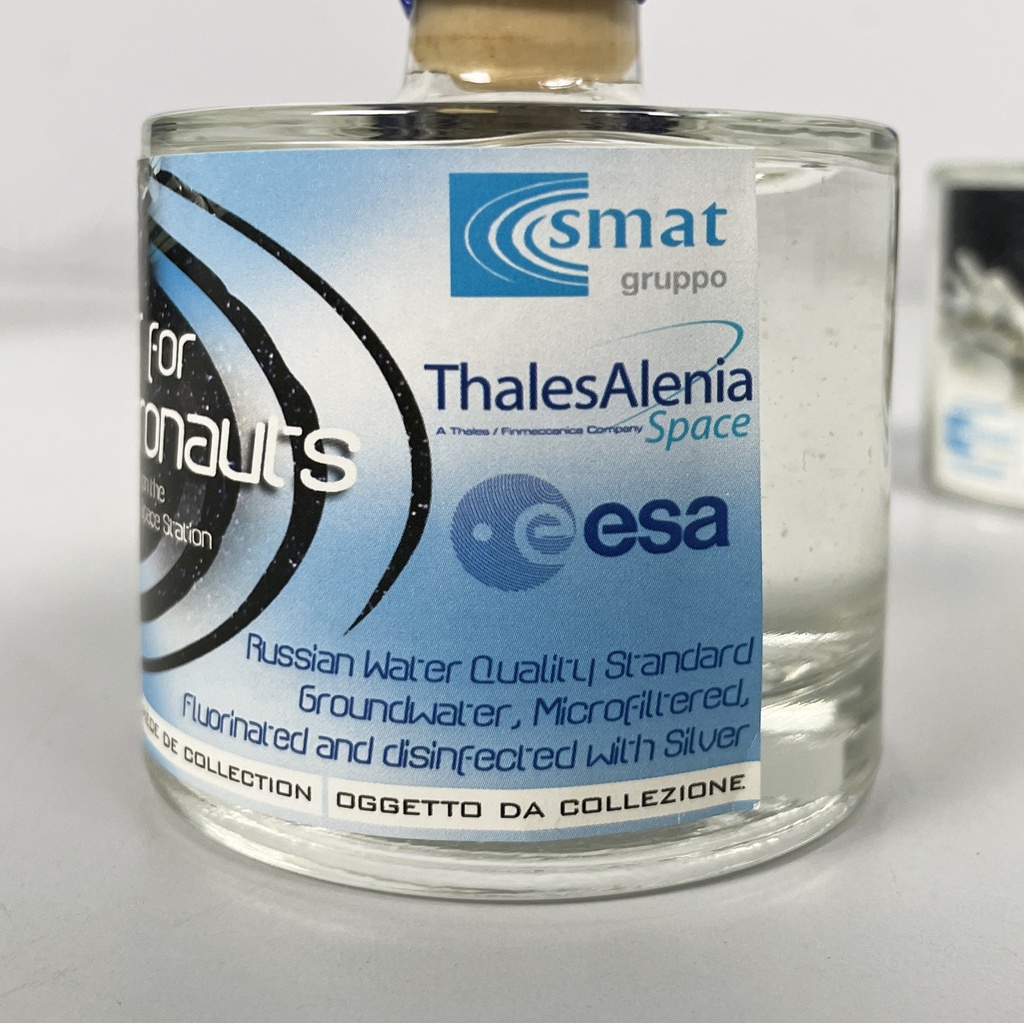 smat
gruppo
ThalesAlenia
A Thales / Finmeccanica Company Space
esa
for
onauts
the
Station
Russian Water Quality Standard
Groundwater, Microfiltered,
Fluorinated and disinfected with Silver
DE COLLECTION
OGGETTO DA COLLEZIONE